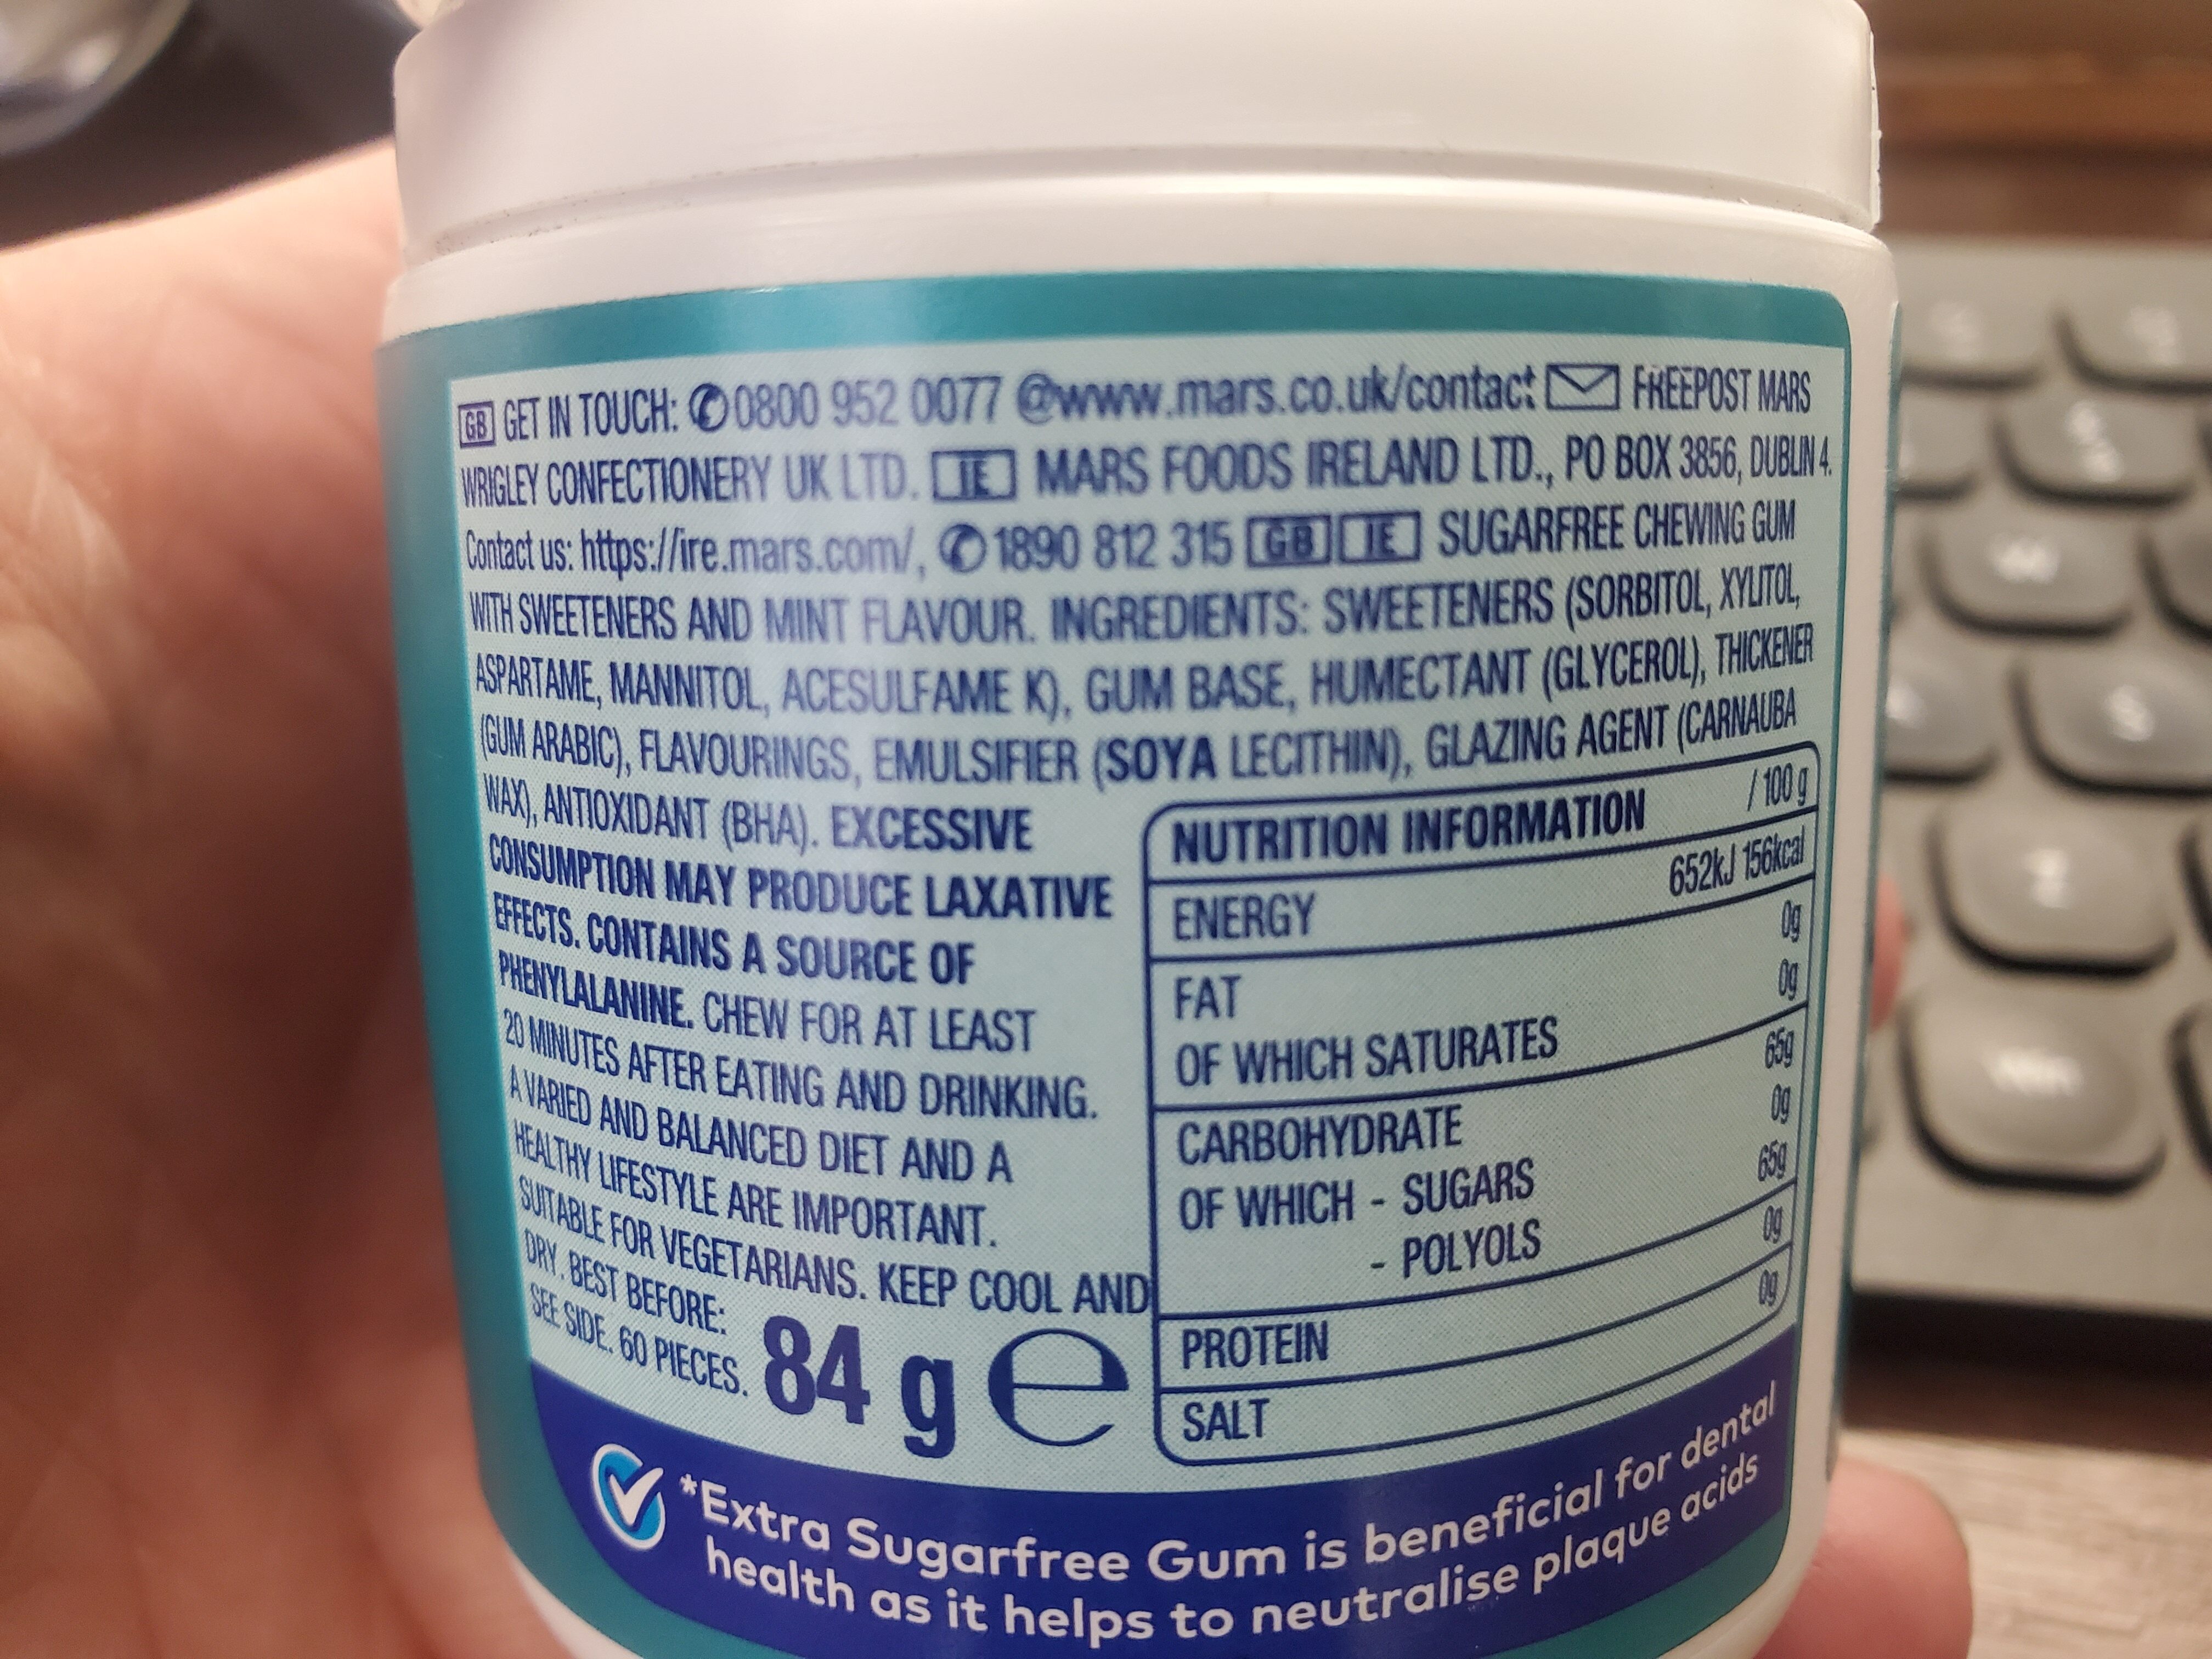 GB GET IN TOUCH: ✆0800 952 0077 @www.mars.co.uk/contact ✉ FREEPOST MARS
WRIGLEY CONFECTIONERY UK LTD. IE MARS FOODS IRELAND LTD., PO BOX 3856, DUBLIN 4.
Contact us: https://ire.mars.com/, ✆1890 812 315 GB IE SUGARFREE CHEWING GUM
WITH SWEETENERS AND MINT FLAVOUR. INGREDIENTS: SWEETENERS (SORBITOL, XYLITOL,
ASPARTAME, MANNITOL, ACESULFAME K), GUM BASE, HUMECTANT (GLYCEROL), THICKENER
(GUM ARABIC), FLAVOURINGS, EMULSIFIER (SOYA LECITHIN), GLAZING AGENT (CARNAUBA
WAX), ANTIOXIDANT (BHA). EXCESSIVE
CONSUMPTION MAY PRODUCE LAXATIVE
EFFECTS. CONTAINS A SOURCE OF
PHENYLALANINE. CHEW FOR AT LEAST
20 MINUTES AFTER EATING AND DRINKING.
A VARIED AND BALANCED DIET AND A
HEALTHY LIFESTYLE ARE IMPORTANT.
SUITABLE FOR VEGETARIANS. KEEP COOL AND
DRY. BEST BEFORE:
SEE SIDE. 60 PIECES.
84 g e
NUTRITION INFORMATION / 100 g
ENERGY 652kJ 156kcal
FAT 0g
OF WHICH SATURATES 0g
CARBOHYDRATE 65g
OF WHICH - SUGARS 0g
- POLYOLS 65g
PROTEIN 0g
SALT 0g
*Extra Sugarfree Gum is beneficial for dental
health as it helps to neutralise plaque acids